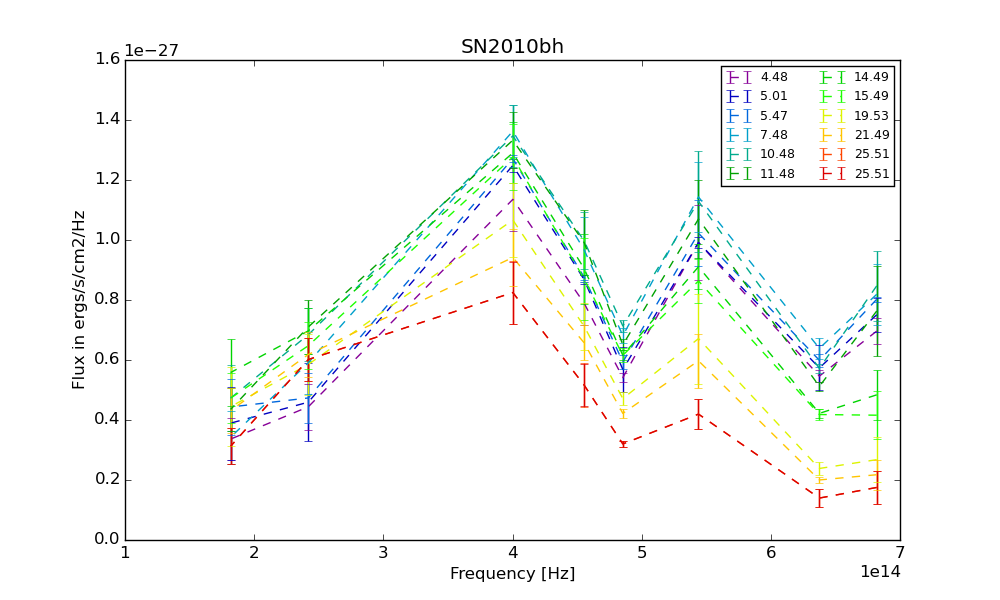 SN2010bh
1e−27
1.6
1.4
1.2
1.0
0.8
0.6
0.4
0.2
0.0
Flux in ergs/s/cm2/Hz
4.48 14.49
5.01 15.49
5.47 19.53
7.48 21.49
10.48 25.51
11.48 25.51
1 2 3 4 5 6 7
Frequency [Hz]
1e14